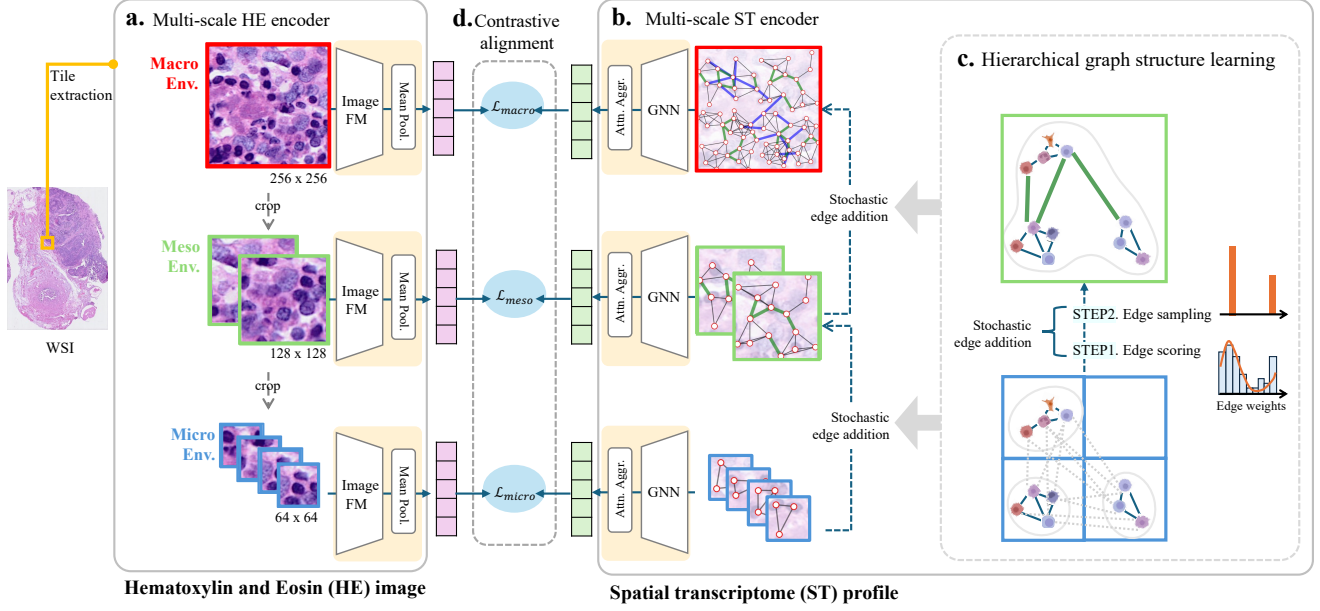 a. Multi-scale HE encoder
Macro
Env.
Tile
extraction
Image
FM
Mean Pool.
256 x 256
crop
WSI
Meso
Env.
Image
FM
Mean Pool.
128 x 128
crop
Micro
Env.
Image
FM
Mean Pool.
64 x 64
Hematoxylin and Eosin (HE) image
d. Contrastive
alignment
ℒmacro
ℒmeso
ℒmicro
b. Multi-scale ST encoder
Attn. Aggr.
GNN
Attn. Aggr.
GNN
Attn. Aggr.
GNN
Stochastic
edge addition
Stochastic
edge addition
Spatial transcriptome (ST) profile
c. Hierarchical graph structure learning
Stochastic
edge addition
STEP2. Edge sampling
STEP1. Edge scoring
Edge weights